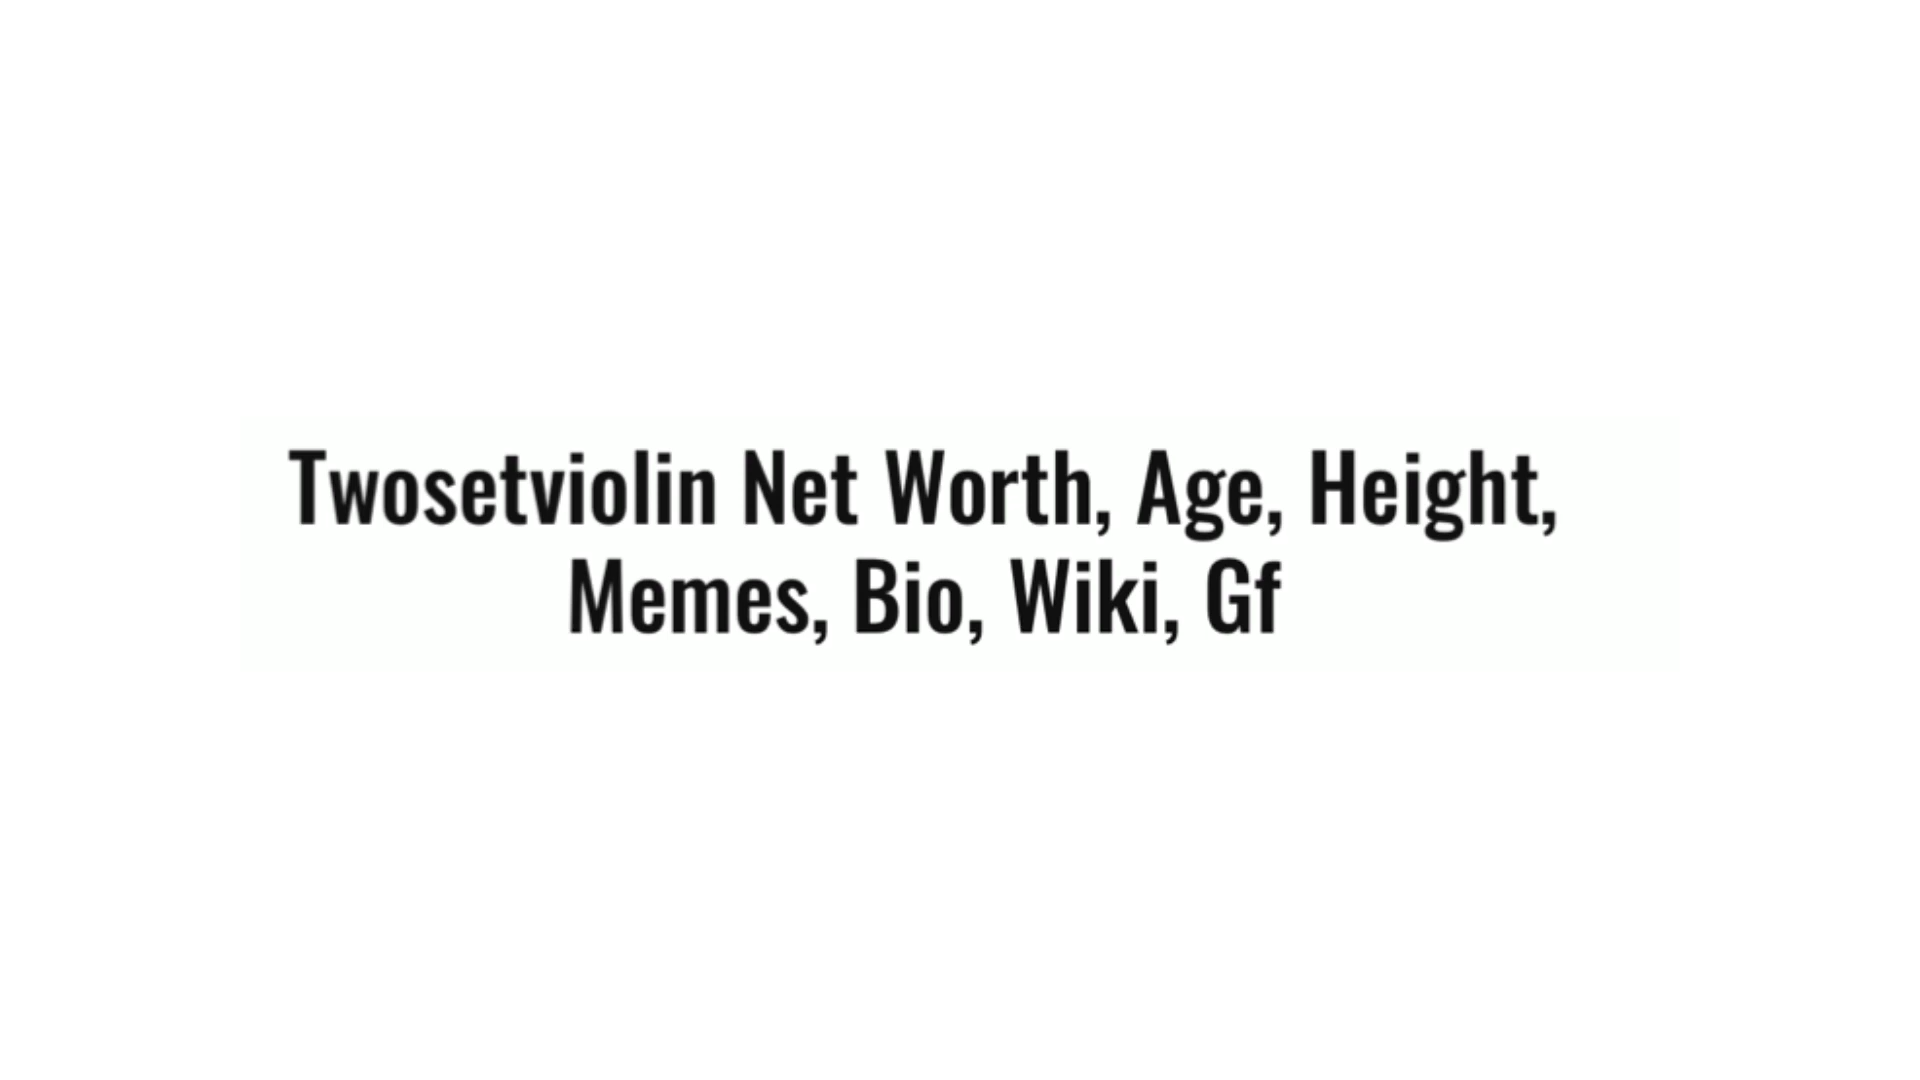 Twosetviolin Net Worth, Age, Height,
Memes, Bio, Wiki, Gf